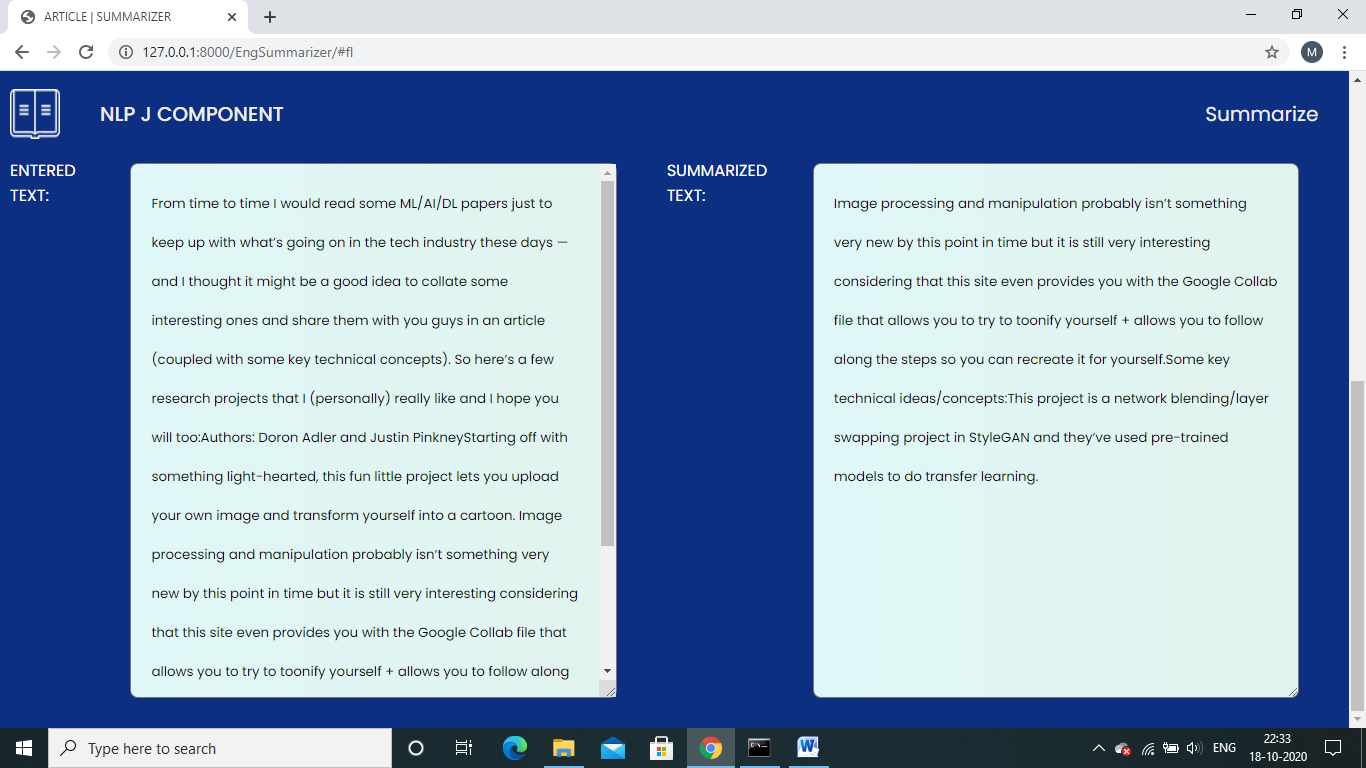 ARTICLE | SUMMARIZER
127.0.0.1:8000/EngSummarizer/#fl
M
NLP J COMPONENT
Summarize
ENTERED
TEXT:
From time to time I would read some ML/AI/DL papers just to
keep up with what’s going on in the tech industry these days —
and I thought it might be a good idea to collate some
interesting ones and share them with you guys in an article
(coupled with some key technical concepts). So here’s a few
research projects that I (personally) really like and I hope you
will too:Authors: Doron Adler and Justin PinkneyStarting off with
something light-hearted, this fun little project lets you upload
your own image and transform yourself into a cartoon. Image
processing and manipulation probably isn’t something very
new by this point in time but it is still very interesting considering
that this site even provides you with the Google Collab file that
allows you to try to toonify yourself + allows you to follow along
SUMMARIZED
TEXT:
Image processing and manipulation probably isn’t something
very new by this point in time but it is still very interesting
considering that this site even provides you with the Google Collab
file that allows you to try to toonify yourself + allows you to follow
along the steps so you can recreate it for yourself.Some key
technical ideas/concepts:This project is a network blending/layer
swapping project in StyleGAN and they’ve used pre-trained
models to do transfer learning.
Type here to search
ENG
22:33
18-10-2020